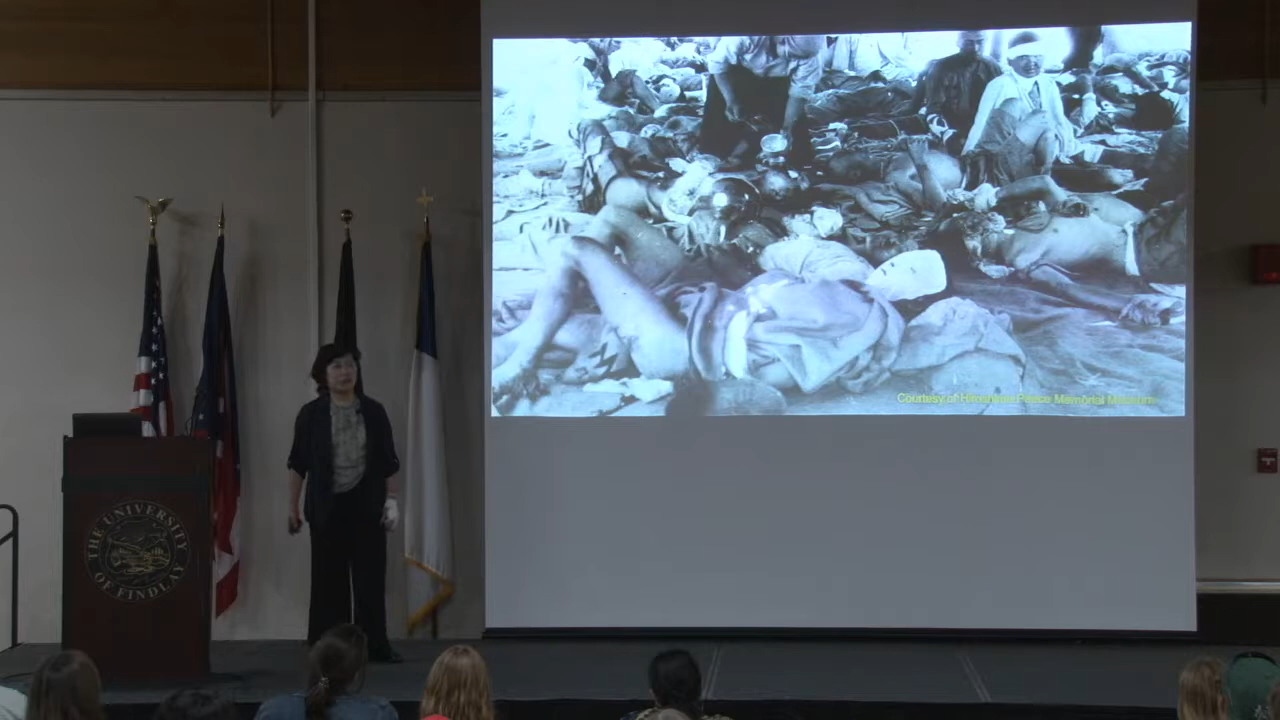 Courtesy of Hiroshima Peace Memorial Museum
THE UNIVERSITY
OF FINDLAY